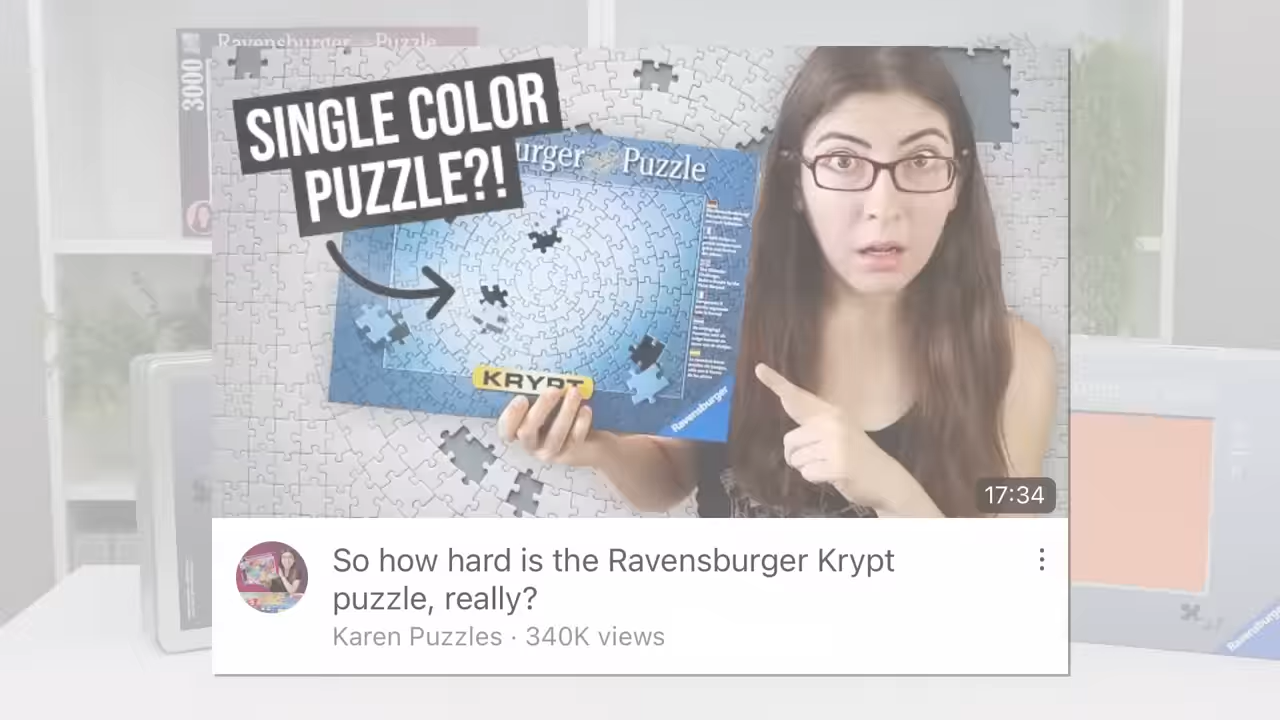 Ravensburger Puzzle
3000
SINGLE COLOR
PUZZLE?!
urger Puzzle
KRYPT
Ravensburger
17:34
So how hard is the Ravensburger Krypt
puzzle, really?
Karen Puzzles · 340K views
Ravensburger